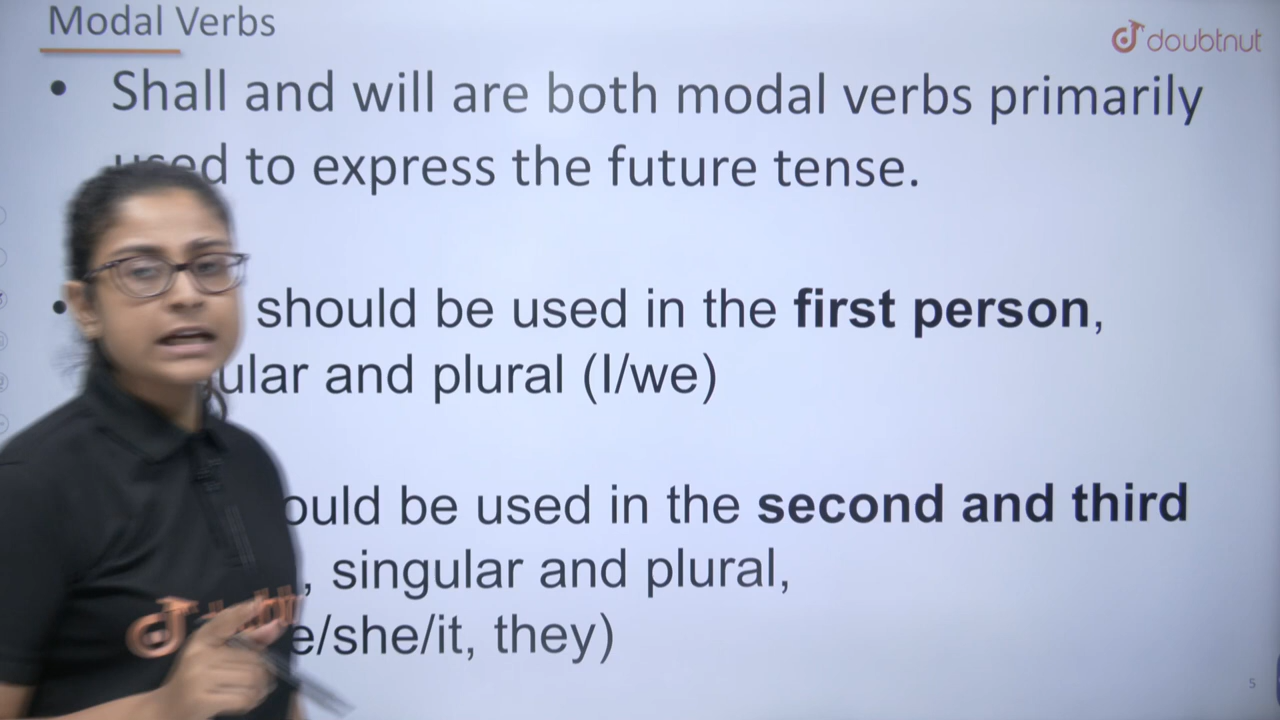 Modal Verbs
doubtnut
• Shall and will are both modal verbs primarily
used to express the future tense.
• should be used in the first person,
ular and plural (I/we)
ould be used in the second and third
, singular and plural,
e/she/it, they)
5